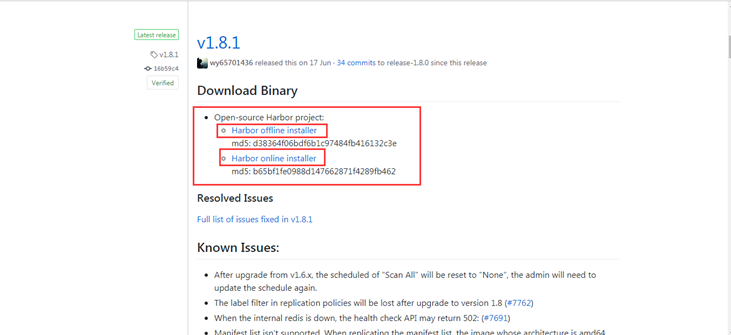 Latest release
v1.8.1
16b59c4
Verified
v1.8.1
wy65701436 released this on 17 Jun · 34 commits to release-1.8.0 since this release
Download Binary
Open-source Harbor project:
Harbor offline installer
md5: d38364f06bdf6b1c97484fb416132c3e
Harbor online installer
md5: b65bf1fe0988d147662871f4289fb462
Resolved Issues
Full list of issues fixed in v1.8.1
Known Issues:
After upgrade from v1.6.x, the scheduled of "Scan All" will be reset to "None", the admin will need to
update the schedule again.
The label filter in replication policies will be lost after upgrade to version 1.8 (#7762)
When the internal redis is down, the health check API may return 502: (#7691)
Manifest list isn't supported. When replicating the manifest list, the image whose architecture is amd64